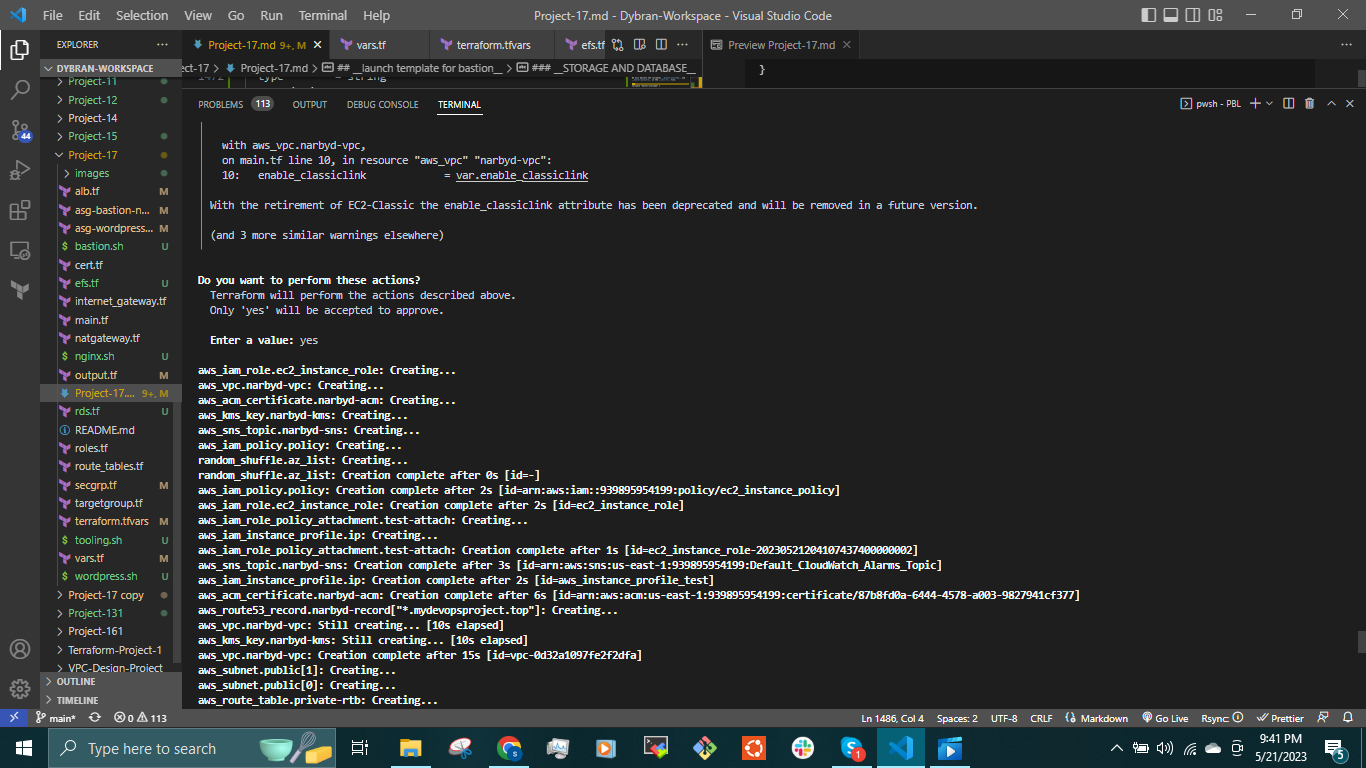 File Edit Selection View Go Run Terminal Help
Project-17.md - Dybran-Workspace - Visual Studio Code
EXPLORER
Project-17.md 9+, M
vars.tf
terraform.tfvars
efs.tf
Preview Project-17.md
DYBRAN-WORKSPACE
ct-17 > Project-17.md > ## __launch template for bastion__ > ### __STORAGE AND DATABASE__
1472 type = string
}
PROBLEMS 113 OUTPUT DEBUG CONSOLE TERMINAL
pwsh - PBL
Project-11
Project-12
Project-14
Project-15
Project-17
images
alb.tf M
asg-bastion-n... M
asg-wordpress... M
bastion.sh U
cert.tf
efs.tf U
internet_gateway.tf
main.tf
natgateway.tf
nginx.sh U
output.tf M
Project-17.... 9+, M
rds.tf U
README.md
roles.tf
route_tables.tf
secgrp.tf M
targetgroup.tf
terraform.tfvars M
tooling.sh U
vars.tf M
wordpress.sh U
Project-17 copy
Project-131
Project-161
Terraform-Project-1
VPC-Design-Project
OUTLINE
TIMELINE
44
with aws_vpc.narbyd-vpc,
on main.tf line 10, in resource "aws_vpc" "narbyd-vpc":
10: enable_classiclink = var.enable_classiclink
With the retirement of EC2-Classic the enable_classiclink attribute has been deprecated and will be removed in a future version.
(and 3 more similar warnings elsewhere)
Do you want to perform these actions?
Terraform will perform the actions described above.
Only 'yes' will be accepted to approve.
Enter a value: yes
aws_iam_role.ec2_instance_role: Creating...
aws_vpc.narbyd-vpc: Creating...
aws_acm_certificate.narbyd-acm: Creating...
aws_kms_key.narbyd-kms: Creating...
aws_sns_topic.narbyd-sns: Creating...
aws_iam_policy.policy: Creating...
random_shuffle.az_list: Creating...
random_shuffle.az_list: Creation complete after 0s [id=-]
aws_iam_policy.policy: Creation complete after 2s [id=arn:aws:iam::939895954199:policy/ec2_instance_policy]
aws_iam_role.ec2_instance_role: Creation complete after 2s [id=ec2_instance_role]
aws_iam_role_policy_attachment.test-attach: Creating...
aws_iam_instance_profile.ip: Creating...
aws_iam_role_policy_attachment.test-attach: Creation complete after 1s [id=ec2_instance_role-20230521204107437400000002]
aws_sns_topic.narbyd-sns: Creation complete after 3s [id=arn:aws:sns:us-east-1:939895954199:Default_CloudWatch_Alarms_Topic]
aws_iam_instance_profile.ip: Creation complete after 2s [id=aws_instance_profile_test]
aws_acm_certificate.narbyd-acm: Creation complete after 6s [id=arn:aws:acm:us-east-1:939895954199:certificate/87b8fd0a-6444-4578-a003-9827941cf377]
aws_route53_record.narbyd-record["*.mydevopsproject.top"]: Creating...
aws_vpc.narbyd-vpc: Still creating... [10s elapsed]
aws_kms_key.narbyd-kms: Still creating... [10s elapsed]
aws_vpc.narbyd-vpc: Creation complete after 15s [id=vpc-0d32a1097fe2f2dfa]
aws_subnet.public[1]: Creating...
aws_subnet.public[0]: Creating...
aws_route_table.private-rtb: Creating...
main* 0 113
Ln 1486, Col 4 Spaces: 2 UTF-8 CRLF Markdown Go Live Rsync: Prettier
Type here to search
9:41 PM
5/21/2023
5
1